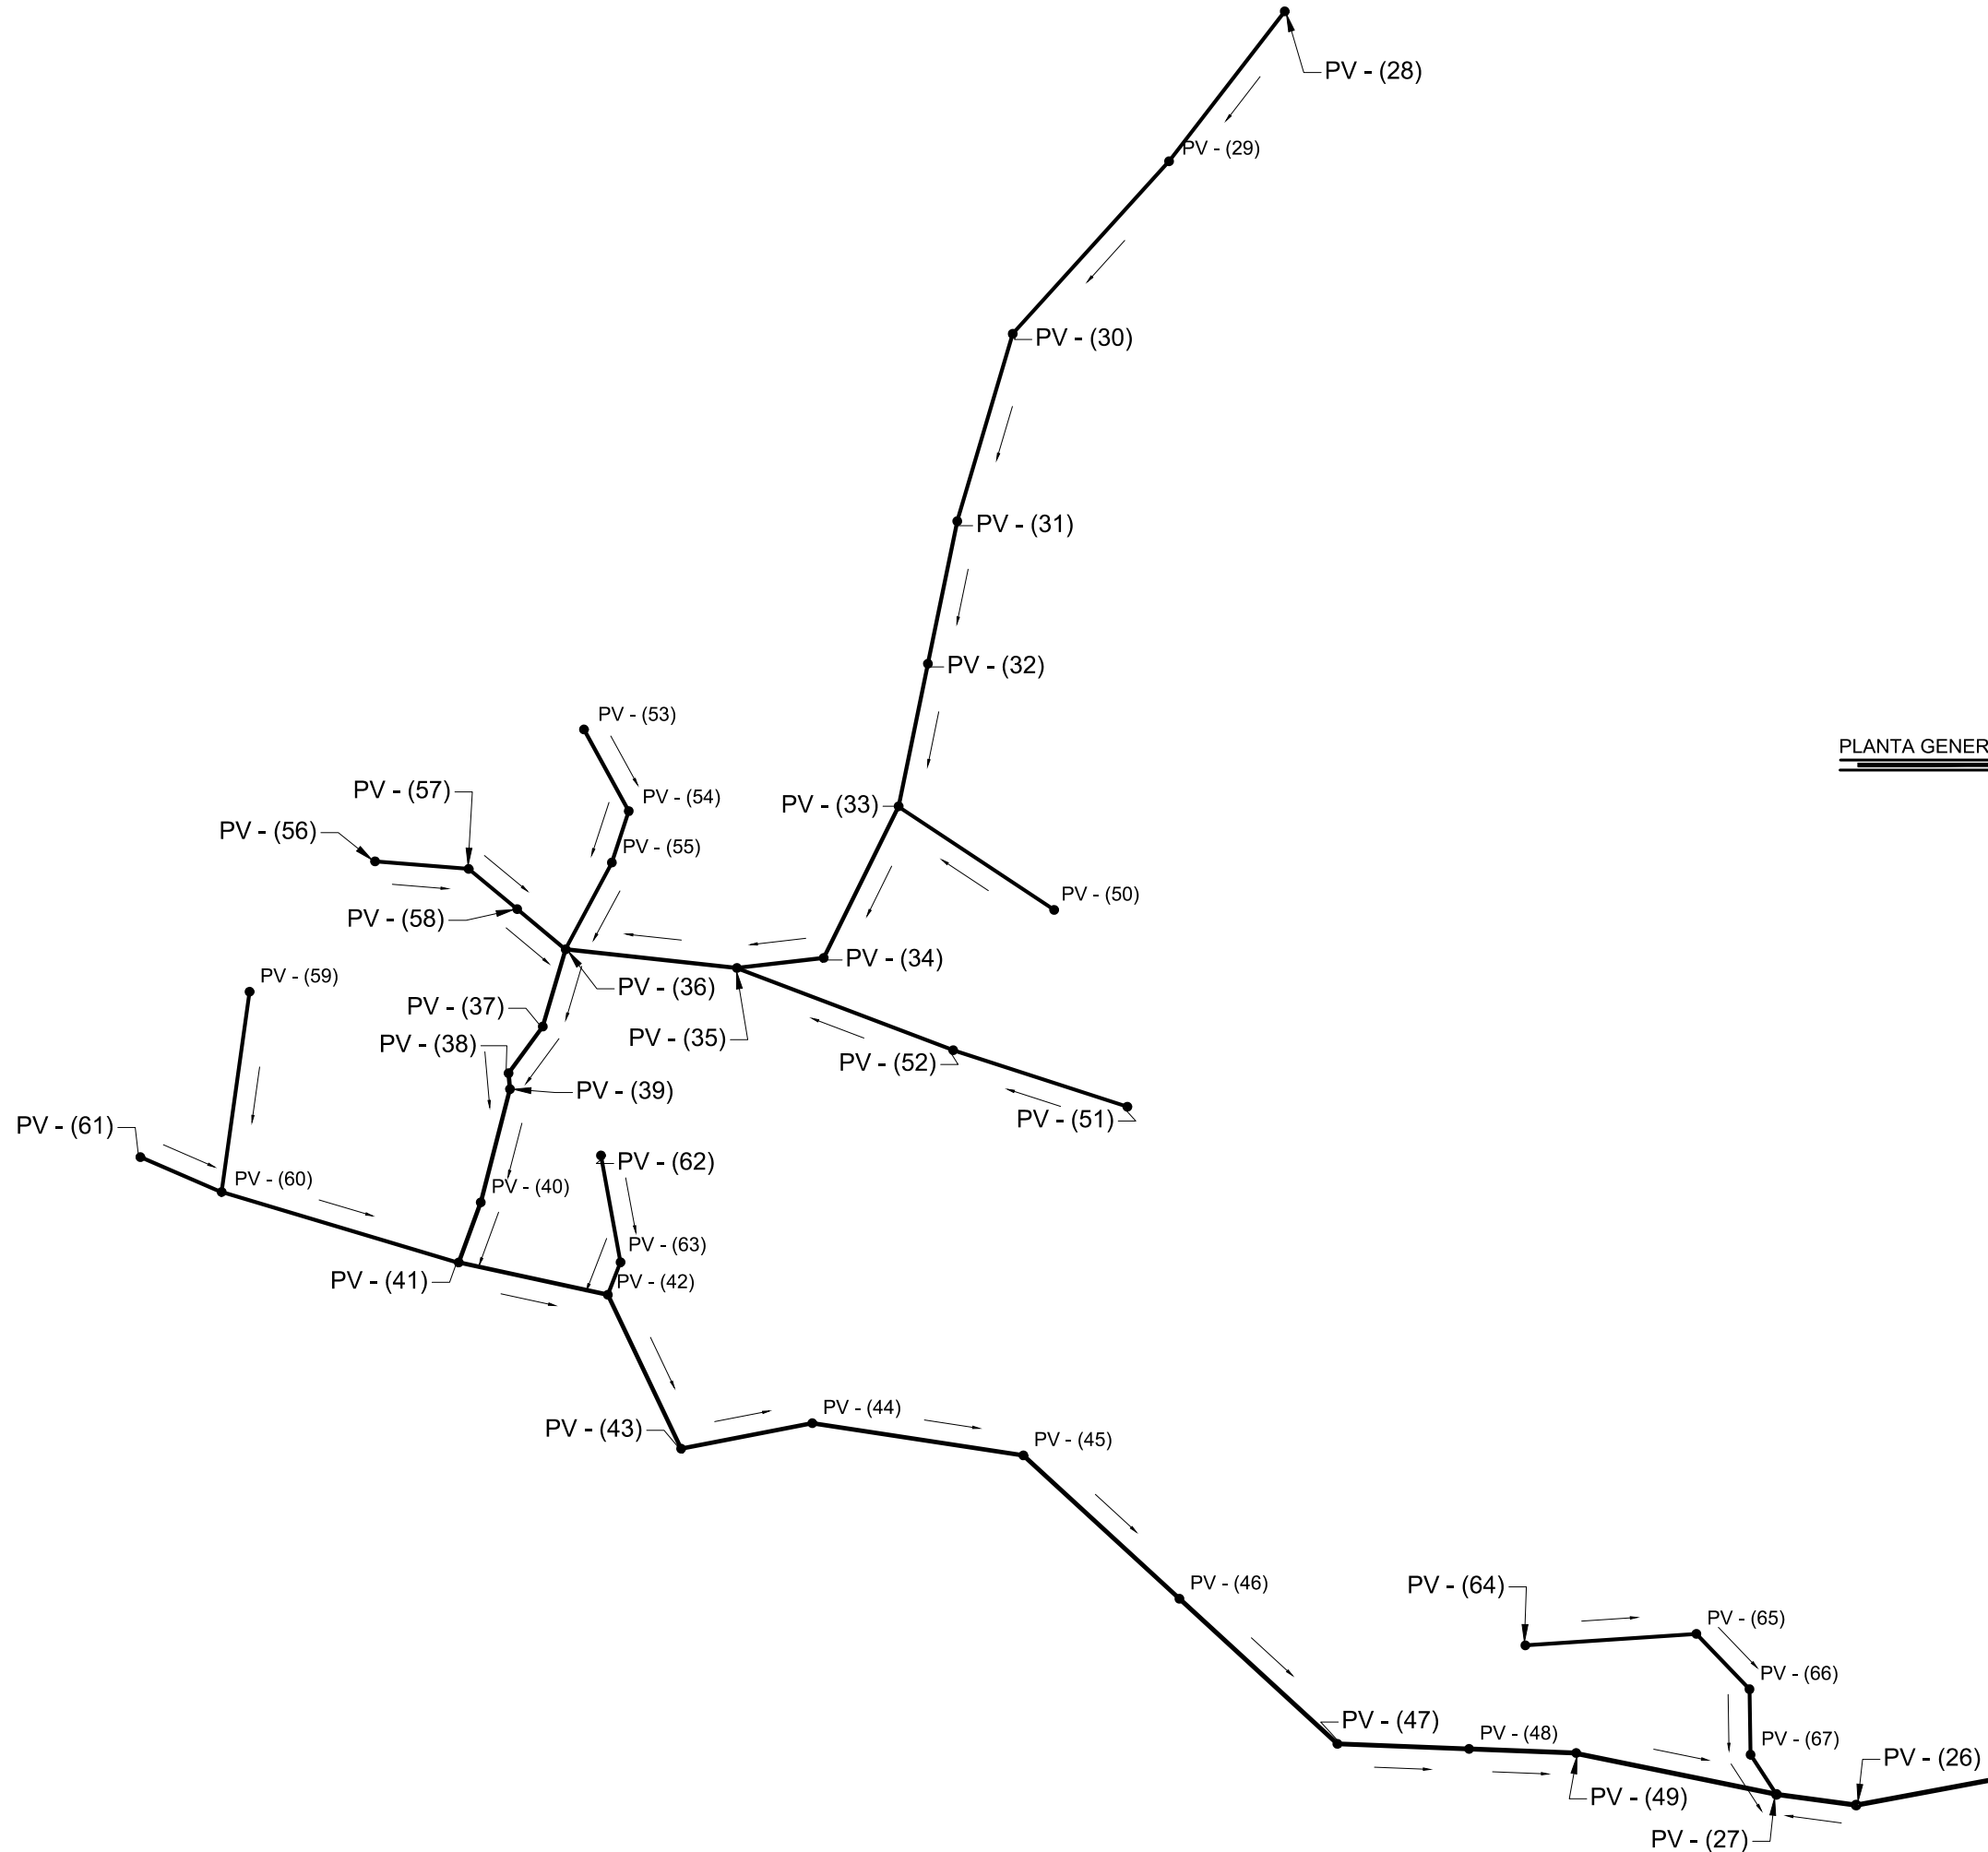 PV - (28)
PV - (29)
PV - (30)
PV - (31)
PV - (32)
PV - (53)
PLANTA GENER
PV - (57)
PV - (54)
PV - (33)
PV - (56)
PV - (55)
PV - (50)
PV - (58)
PV - (34)
PV - (59)
PV - (36)
PV - (37)
PV - (35)
PV - (38)
PV - (52)
PV - (39)
PV - (51)
PV - (61)
PV - (62)
PV - (60)
PV - (40)
PV - (63)
PV - (41)
PV - (42)
PV - (44)
PV - (43)
PV - (45)
PV - (46)
PV - (64)
PV - (65)
PV - (66)
PV - (47)
PV - (48)
PV - (67)
PV - (26)
PV - (49)
PV - (27)